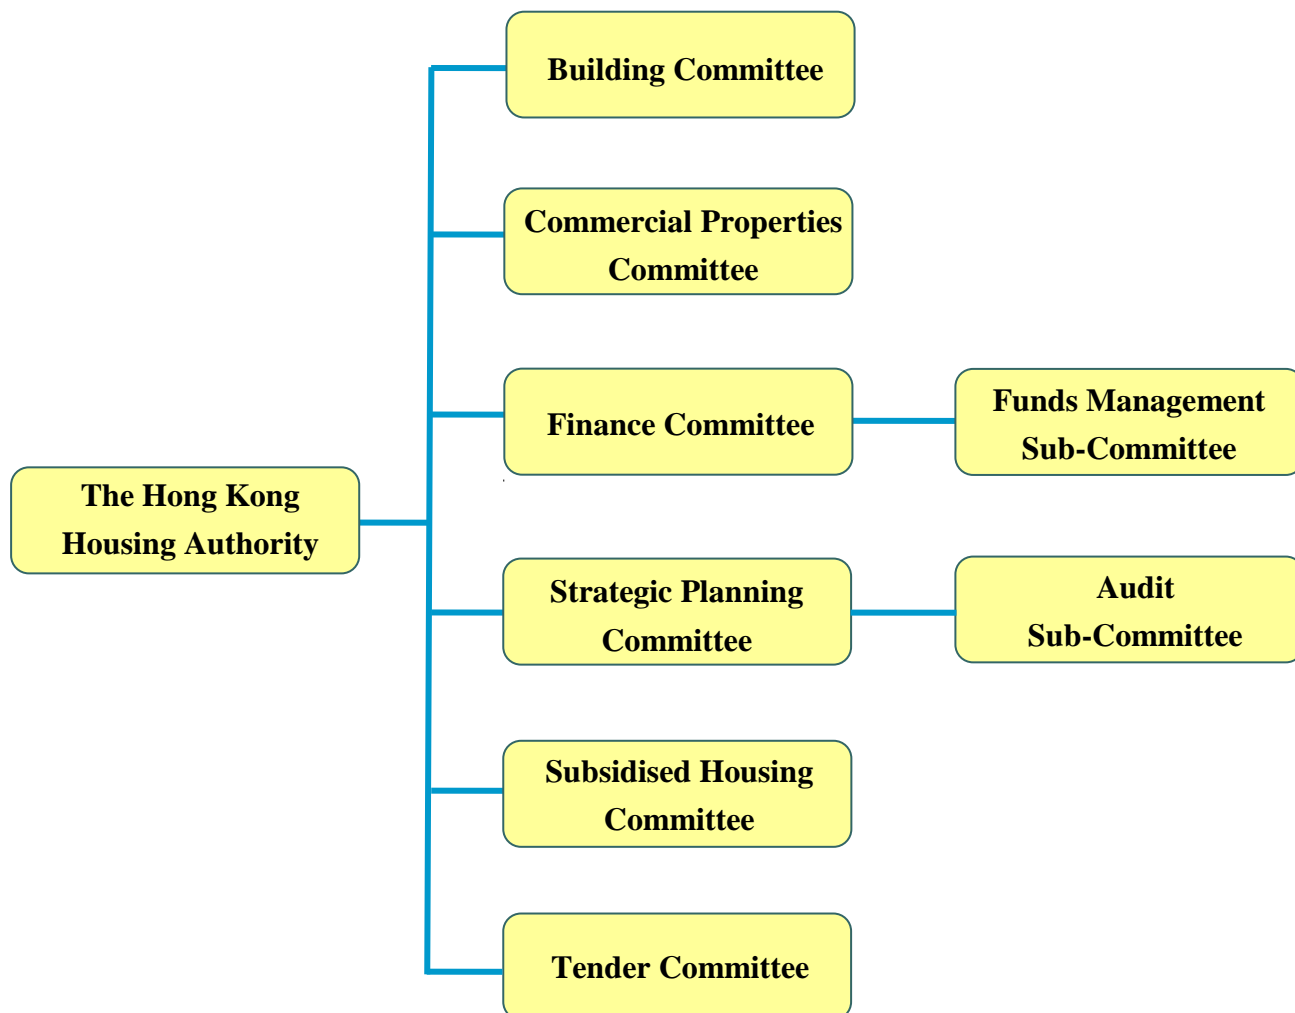 Building Committee
Commercial Properties
Committee
Finance Committee
Funds Management
Sub-Committee
The Hong Kong
Housing Authority
Strategic Planning
Committee
Audit
Sub-Committee
Subsidised Housing
Committee
Tender Committee